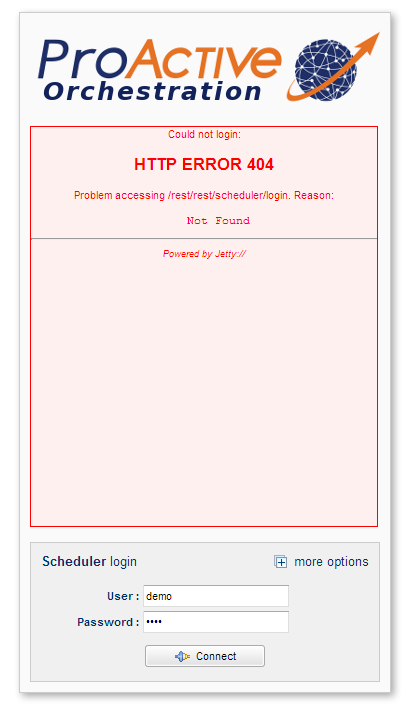 ProActive
Orchestration
Could not login:
HTTP ERROR 404
Problem accessing /rest/rest/scheduler/login. Reason:
Not Found
Powered by Jetty://
Scheduler login
more options
User:
demo
Password:
••••
Connect